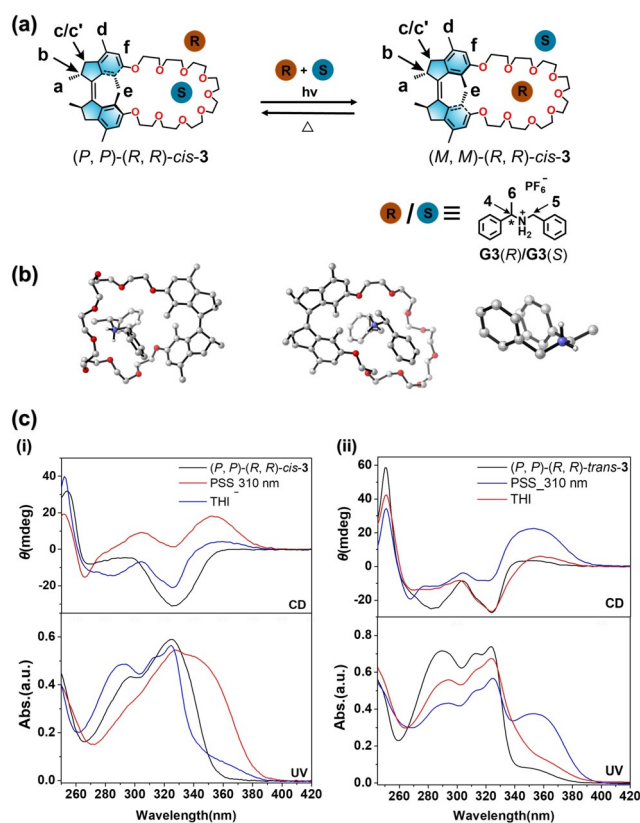 (a)
c/c'
d
f
b
a
e
R
S
O O O O O O O O
(P, P)-(R, R)-cis-3
R + S
hν
△
c/c'
d
f
b
a
e
S
R
O O O O O O O O
(M, M)-(R, R)-cis-3
R / S ≡
4
6
PF6−
5
N+
H2
*
G3(R)/G3(S)
(b)
(c)
(i)
(P, P)-(R, R)-cis-3
PSS 310 nm
THI
θ(mdeg)
40
20
0
-20
CD
Abs.(a.u.)
0.6
0.4
0.2
0.0
UV
260 280 300 320 340 360 380 400 420
Wavelength(nm)
(ii)
(P, P)-(R, R)-trans-3
PSS_310 nm
THI
θ(mdeg)
60
40
20
0
-20
CD
Abs.(a.u.)
0.8
0.6
0.4
0.2
0.0
UV
260 280 300 320 340 360 380 400 420
Wavelength(nm)